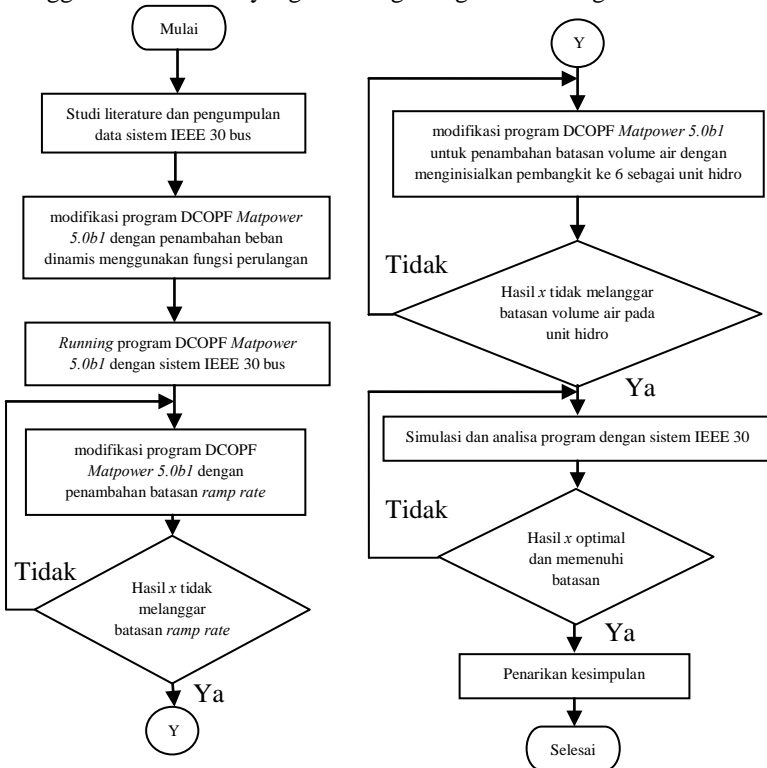 Mulai
Studi literature dan pengumpulan
data sistem IEEE 30 bus
modifikasi program DCOPF Matpower
5.0b1 dengan penambahan beban
dinamis menggunakan fungsi perulangan
Running program DCOPF Matpower
5.0b1 dengan sistem IEEE 30 bus
modifikasi program DCOPF
Matpower 5.0b1 dengan
penambahan batasan ramp rate
Tidak
Hasil x tidak
melanggar
batasan ramp rate
Ya
Y
Y
modifikasi program DCOPF Matpower 5.0b1
untuk penambahan batasan volume air dengan
menginisialkan pembangkit ke 6 sebagai unit hidro
Tidak
Hasil x tidak melanggar
batasan volume air pada
unit hidro
Ya
Simulasi dan analisa program dengan sistem IEEE 30
Tidak
Hasil x optimal
dan memenuhi
batasan
Ya
Penarikan kesimpulan
Selesai